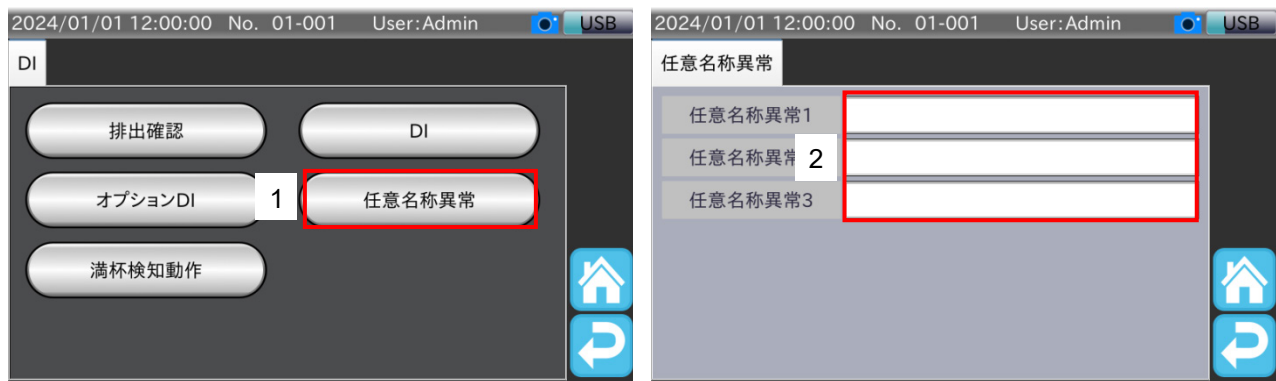 2024/01/01 12:00:00 No. 01-001 User:Admin USB
DI
排出確認 DI
オプションDI 1 任意名称異常
満杯検知動作
2024/01/01 12:00:00 No. 01-001 User:Admin USB
任意名称異常
任意名称異常1
任意名称異常 2
任意名称異常3